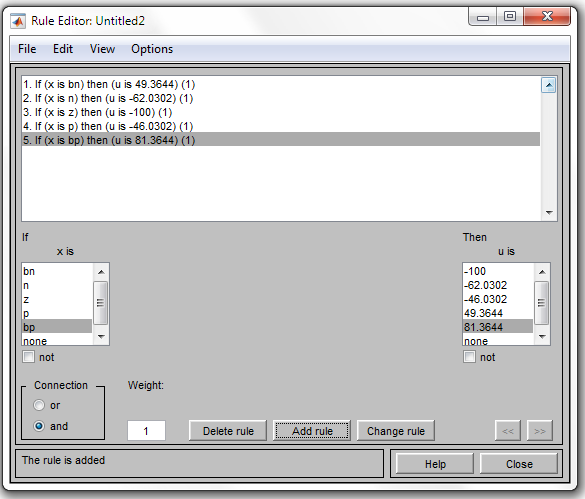 Rule Editor: Untitled2
File Edit View Options
1. If (x is bn) then (u is 49.3644) (1)
2. If (x is n) then (u is -62.0302) (1)
3. If (x is z) then (u is -100) (1)
4. If (x is p) then (u is -46.0302) (1)
5. If (x is bp) then (u is 81.3644) (1)
If
x is
Then
u is
bn
n
z
p
bp
none
-100
-62.0302
-46.0302
49.3644
81.3644
none
not
not
Connection
or
and
Weight:
1
Delete rule
Add rule
Change rule
<<
>>
The rule is added
Help
Close